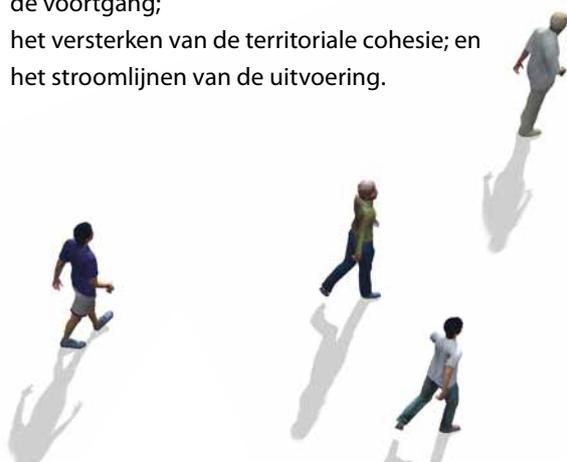 de voortgang;
het versterken van de territoriale cohesie; en
het stroomlijnen van de uitvoering.